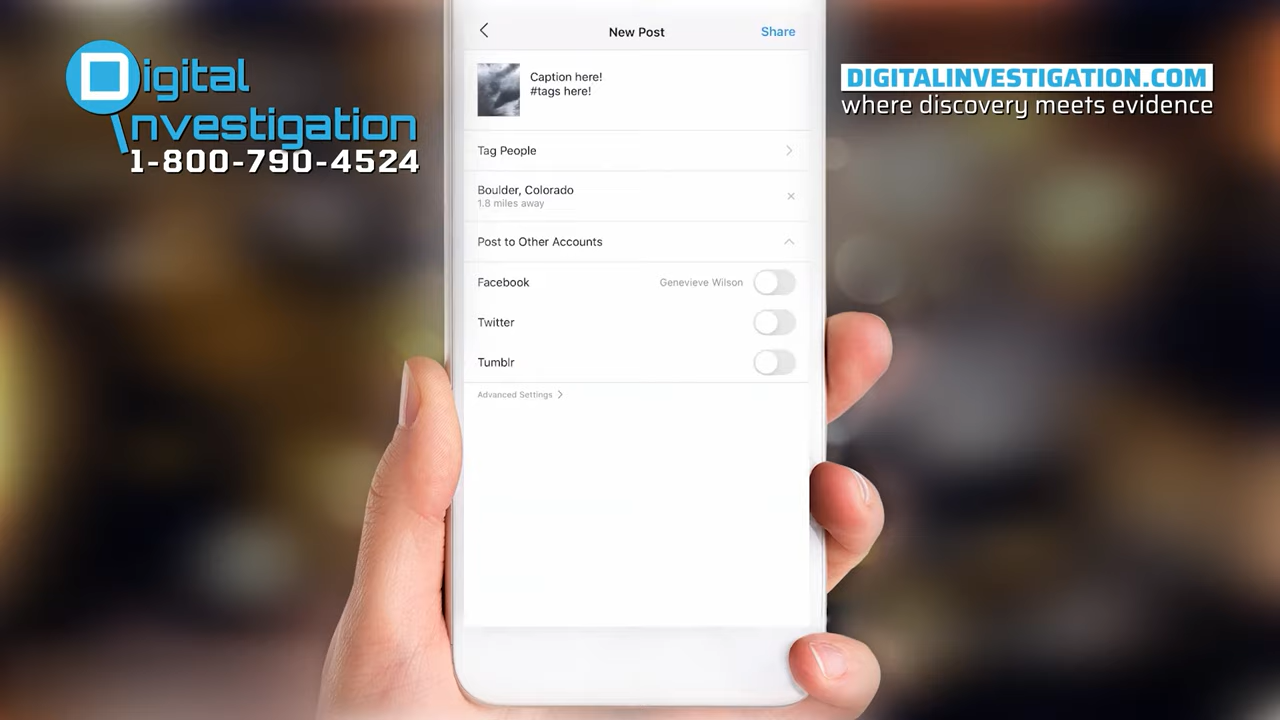 Digital
Investigation
1-800-790-4524
DIGITALINVESTIGATION.COM
where discovery meets evidence
New Post
Share
Caption here!
#tags here!
Tag People
Boulder, Colorado
1.8 miles away
Post to Other Accounts
Facebook
Genevieve Wilson
Twitter
Tumblr
Advanced Settings